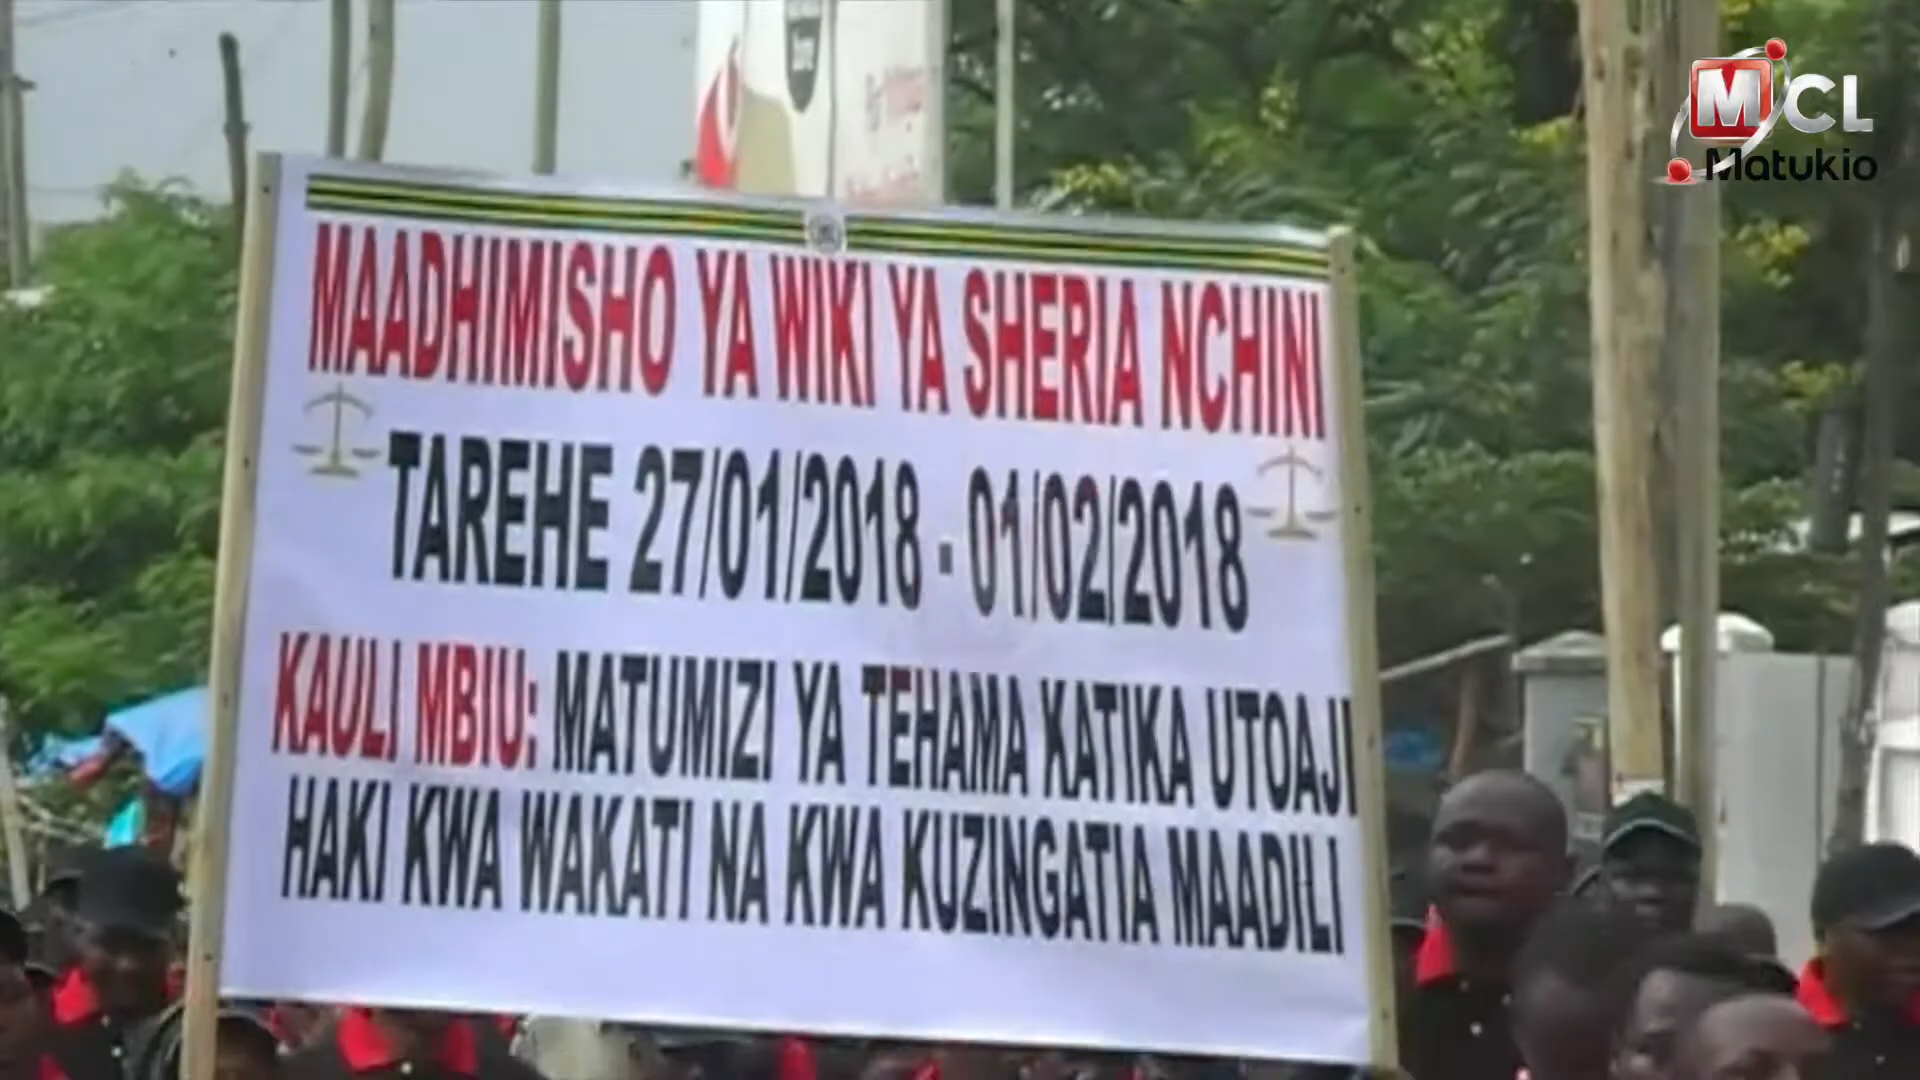 MCL
Matukio
MAADHIMISHO YA WIKI YA SHERIA NCHINI
TAREHE 27/01/2018 - 01/02/2018
KAULI MBIU: MATUMIZI YA TEHAMA KATIKA UTOAJI
HAKI KWA WAKATI NA KWA KUZINGATIA MAADILI